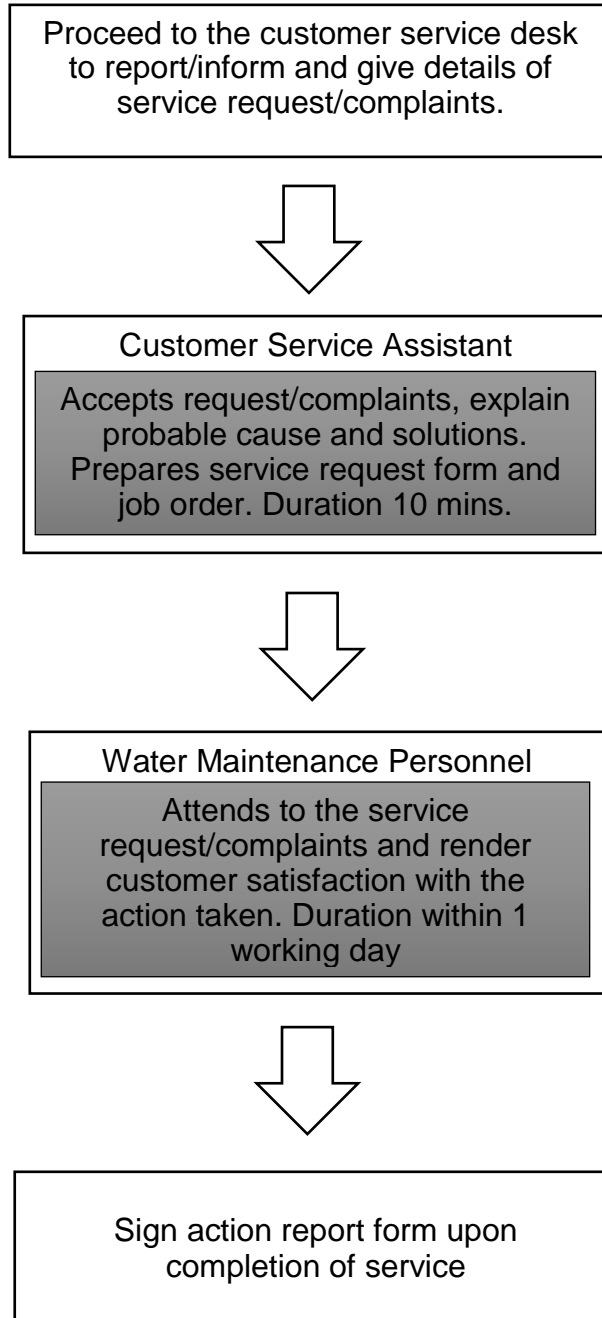 Proceed to the customer service desk
to report/inform and give details of
service request/complaints.
Customer Service Assistant
Accepts request/complaints, explain
probable cause and solutions.
Prepares service request form and
job order. Duration 10 mins.
Water Maintenance Personnel
Attends to the service
request/complaints and render
customer satisfaction with the
action taken. Duration within 1
working day
Sign action report form upon
completion of service